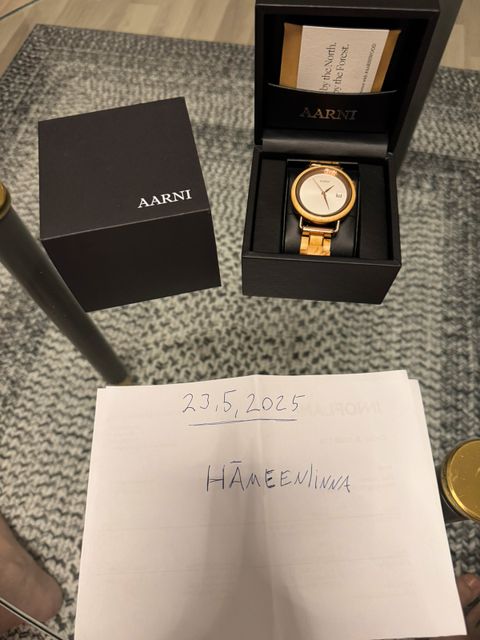 by the North,
by the Forest.
AARNI
AARNI
23,5,2025
HÄMEENlinna